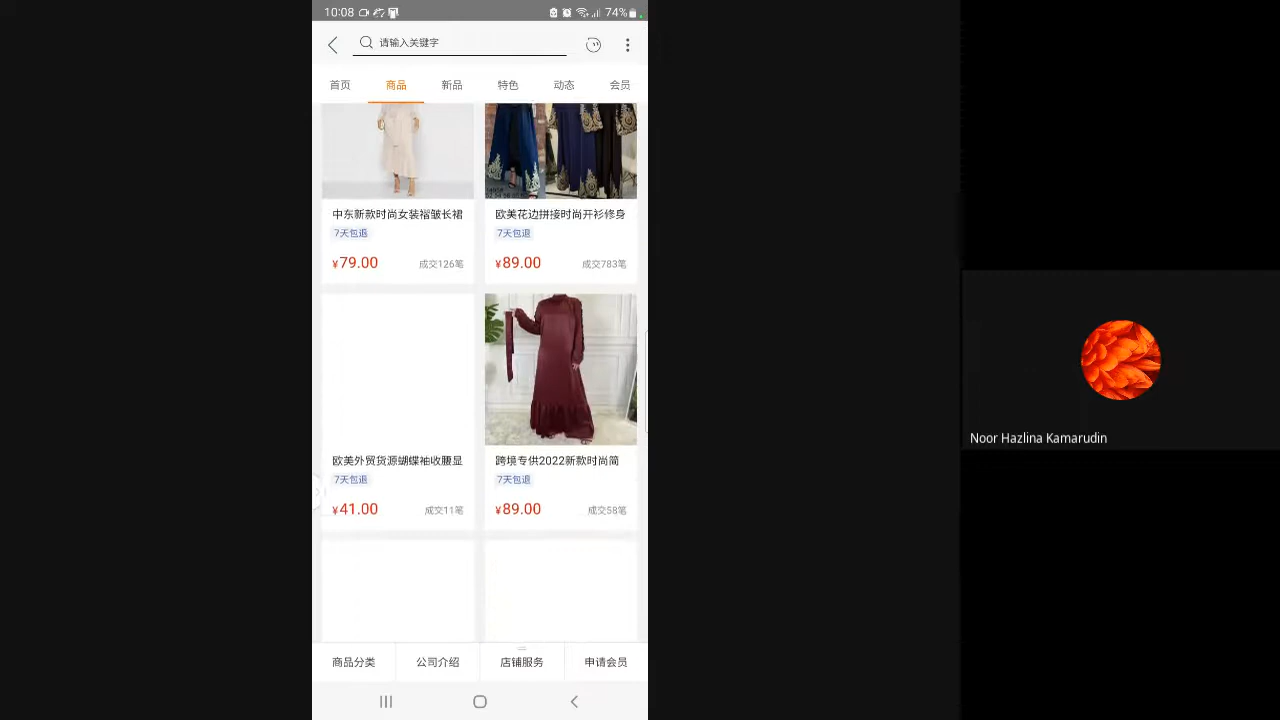 10:08
74%
请输入关键字
首页 商品 新品 特色 动态 会员
中东新款时尚女装褶皱长裙
7天包退
¥79.00 成交126笔
欧美花边拼接时尚开衫修身
7天包退
¥89.00 成交783笔
欧美外贸货源蝴蝶袖收腰显
7天包退
¥41.00 成交11笔
跨境专供2022新款时尚简
7天包退
¥89.00 成交58笔
商品分类 公司介绍 店铺服务 申请会员
Noor Hazlina Kamarudin